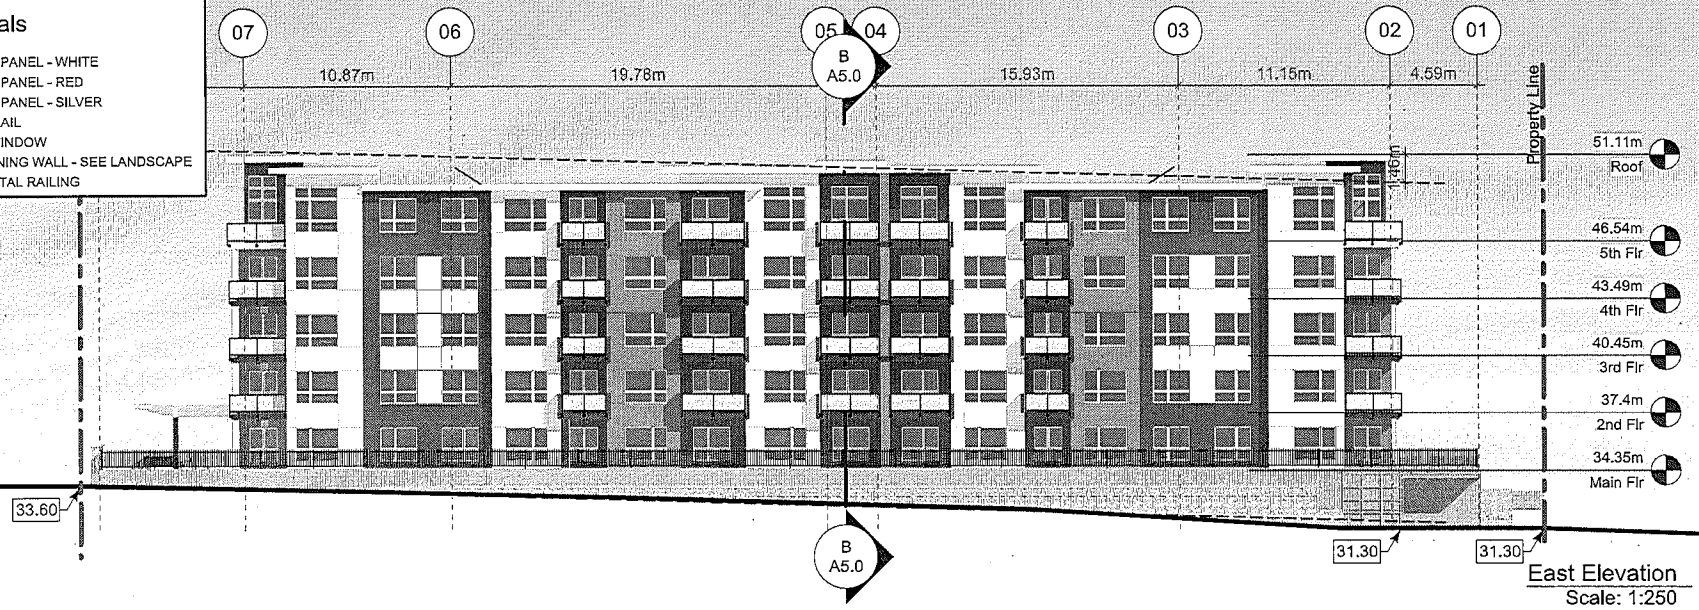 als
PANEL - WHITE
PANEL - RED
PANEL - SILVER
AIL
INDOW
NING WALL - SEE LANDSCAPE
TAL RAILING
07
06
05
04
03
02
01
B
A5.0
10.87m
19.78m
15.93m
11.15m
4.59m
Property Line
1.46m
51.11m
Roof
46.54m
5th Flr
43.49m
4th Flr
40.45m
3rd Flr
37.4m
2nd Flr
34.35m
Main Flr
33.60
B
A5.0
31.30
31.30
East Elevation
Scale: 1:250